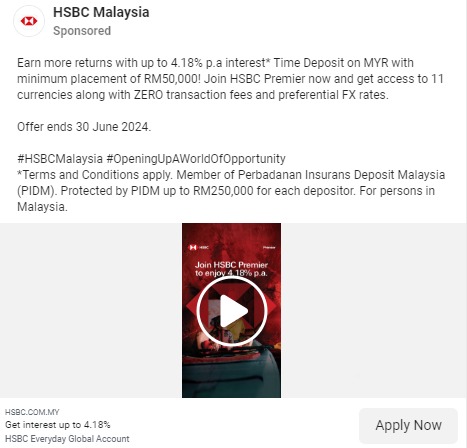 HSBC Malaysia
Sponsored
Earn more returns with up to 4.18% p.a interest* Time Deposit on MYR with
minimum placement of RM50,000! Join HSBC Premier now and get access to 11
currencies along with ZERO transaction fees and preferential FX rates.
Offer ends 30 June 2024.
#HSBCMalaysia #OpeningUpAWorldOfOpportunity
*Terms and Conditions apply. Member of Perbadanan Insurans Deposit Malaysia
(PIDM). Protected by PIDM up to RM250,000 for each depositor. For persons in
Malaysia.
HSBC Premier
Join HSBC Premier
to enjoy 4.18% p.a.
HSBC.COM.MY
Get interest up to 4.18%
HSBC Everyday Global Account
Apply Now